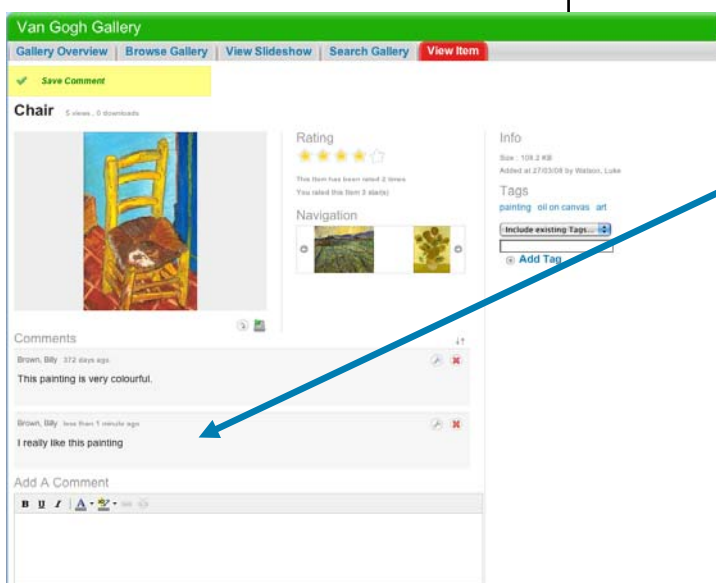 Van Gogh Gallery
Gallery Overview | Browse Gallery | View Slideshow | Search Gallery | View Item
Save Comment
Chair 5 views , 0 downloads
Rating
This Item has been rated 2 times
You rated this Item 3 star(s)
Navigation
Info
Size : 108.2 KB
Added at 27/03/08 by Watson, Luke
Tags
painting oil on canvas art
Include existing Tags...
Add Tag
Comments
Brown, Billy 372 days ago
This painting is very colourful.
Brown, Billy less than 1 minute ago
I really like this painting
Add A Comment
B U I A